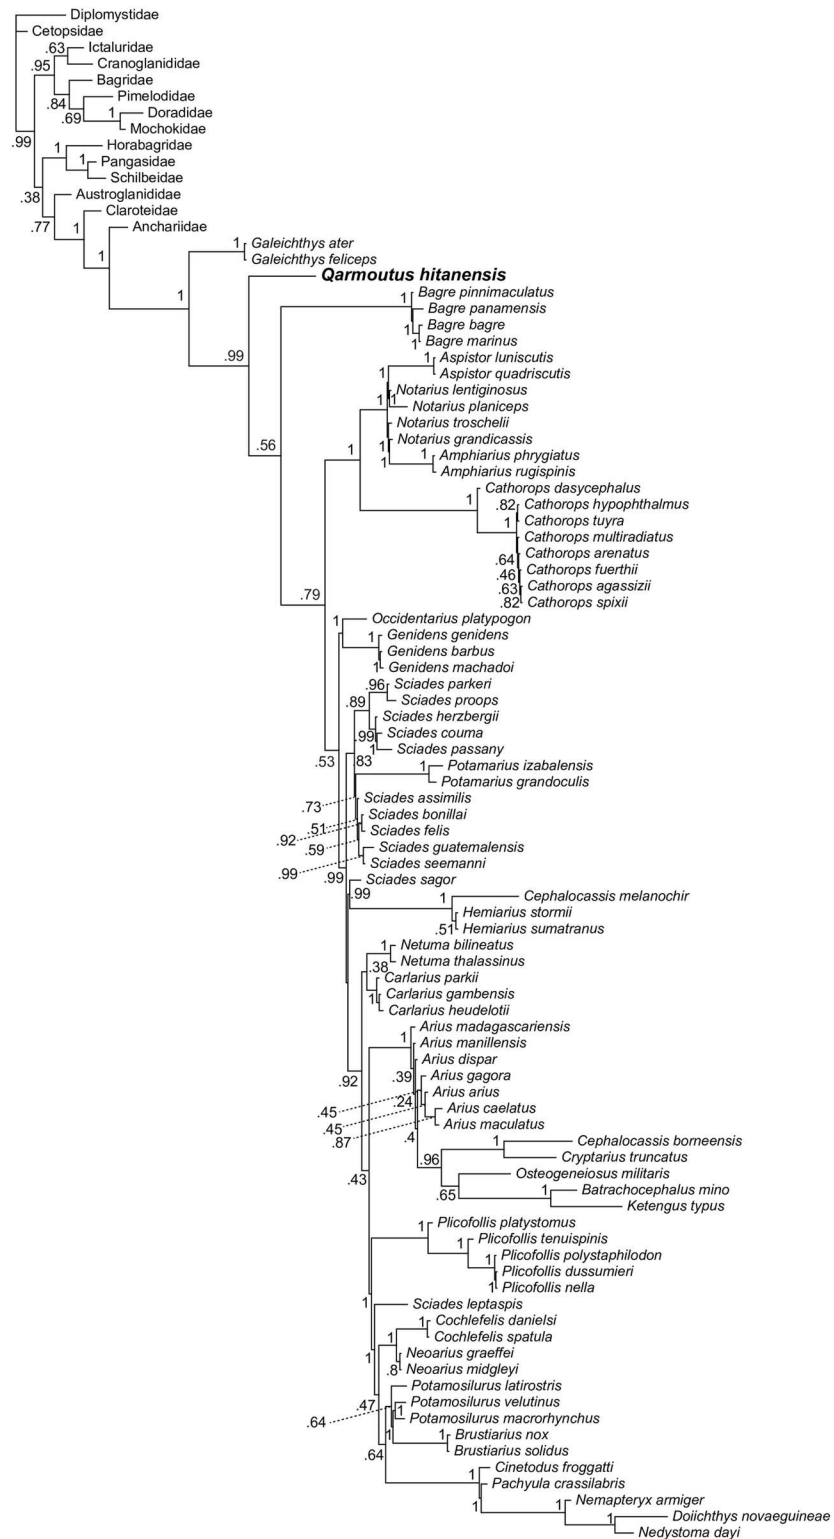 Diplomystidae
Cetopsidae
.63 Ictaluridae
.95 Cranoglanididae
Bagridae
.84 Pimelodidae
.69 1 Doradidae
Mochokidae
.99
1 Horabagridae
1 Pangasidae
Schilbeidae
.38 Austroglanididae
Claroteidae
.77 1
Anchariidae
1
1 Galeichthys ater
Galeichthys feliceps
Qarmoutus hitanensis
1
1 Bagre pinnimaculatus
Bagre panamensis
1 Bagre bagre
1 Bagre marinus
.99
1 Aspistor luniscutis
1 Aspistor quadriscutis
Notarius lentiginosus
1 1
Notarius planiceps
Notarius troschelii
1 Notarius grandicassis
.56 1
1 Amphiarius phrygiatus
1 Amphiarius rugispinis
Cathorops dasycephalus
1
.82 Cathorops hypophthalmus
1 Cathorops tuyra
Cathorops multiradiatus
.64 Cathorops arenatus
.46 Cathorops fuerthii
.63 Cathorops agassizii
.79 .82 Cathorops spixii
1 Occidentarius platypogon
1 Genidens genidens
Genidens barbus
1 Genidens machadoi
.96 Sciades parkeri
.89 Sciades proops
Sciades herzbergii
.99 Sciades couma
1 Sciades passany
.53 .83
1 Potamarius izabalensis
Potamarius grandoculis
.73 Sciades assimilis
Sciades bonillai
.51
.92 Sciades felis
.59 Sciades guatemalensis
.99 Sciades seemanni
.99 Sciades sagor
.99
1 Cephalocassis melanochir
Hemiarius stormii
.51 Hemiarius sumatranus
1 Netuma bilineatus
.38 Netuma thalassinus
Carlarius parkii
1 Carlarius gambensis
Carlarius heudelotii
Arius madagascariensis
1 Arius manillensis
Arius dispar
.92 .39 Arius gagora
Arius arius
.45 .24 Arius caelatus
.45 Arius maculatus
.87 .4
1 Cephalocassis borneensis
.96 Cryptarius truncatus
.43 Osteogeneiosus militaris
.65 1 Batrachocephalus mino
Ketengus typus
1 Plicofollis platystomus
1 Plicofollis tenuispinis
1 Plicofollis polystaphilodon
Plicofollis dussumieri
1 Plicofollis nella
1 Sciades leptaspis
1 Cochlefelis danielsi
1 Cochlefelis spatula
1 Neoarius graeffei
.8 Neoarius midgleyi
Potamosilurus latirostris
.47 Potamosilurus velutinus
.64 1 Potamosilurus macrorhynchus
1 1 Brustiarius nox
.64 Brustiarius solidus
Cinetodus froggatti
1 Pachyula crassilabris
1 1 Nemapteryx armiger
1 Doiichthys novaeguineae
Nedystoma dayi